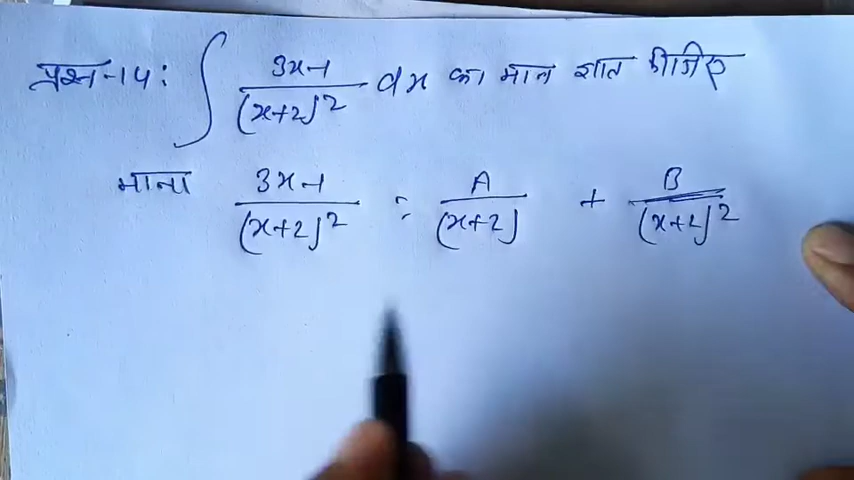 प्रश्न-14: ∫ 3x-1/(x+2)² dx का मान ज्ञात कीजिए
माना 3x-1/(x+2)² = A/(x+2) + B/(x+2)²